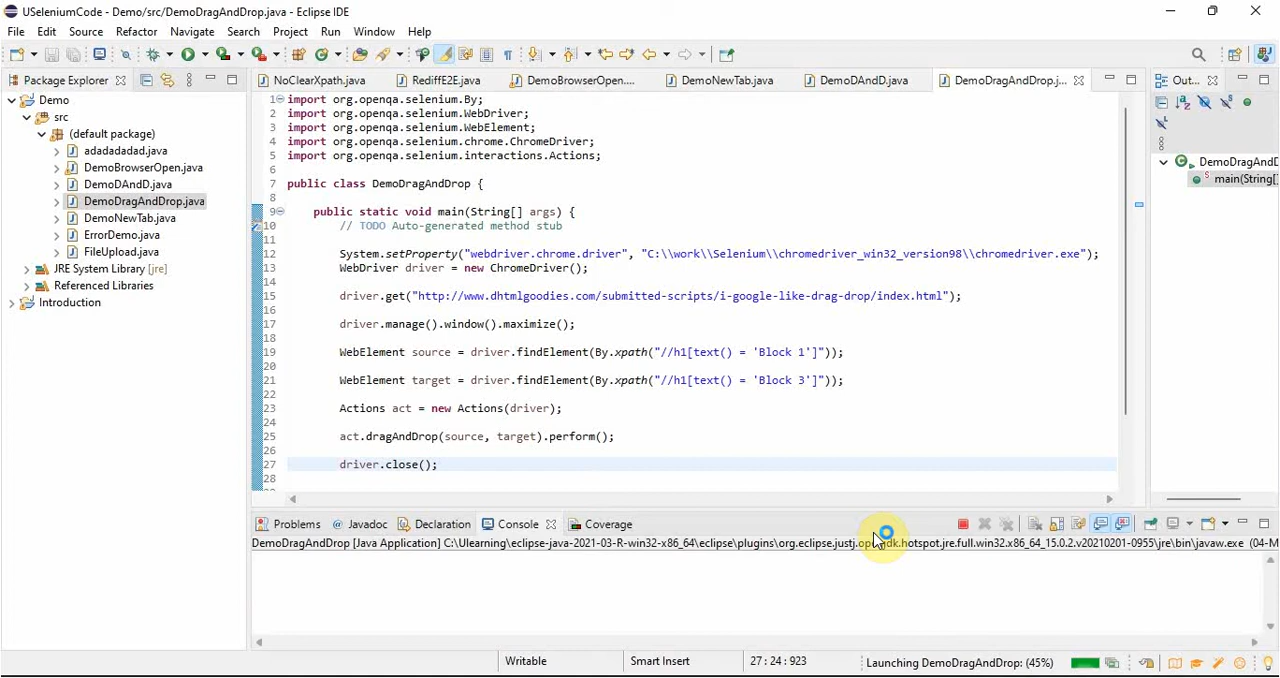 USeleniumCode - Demo/src/DemoDragAndDrop.java - Eclipse IDE
File Edit Source Refactor Navigate Search Project Run Window Help
Package Explorer
NoClearXpath.java RediffE2E.java DemoBrowserOpen.... DemoNewTab.java DemoDAndD.java DemoDragAndDrop.j...
Out...
Demo
src
(default package)
adadadadad.java
DemoBrowserOpen.java
DemoDAndD.java
DemoDragAndDrop.java
DemoNewTab.java
ErrorDemo.java
FileUpload.java
JRE System Library [jre]
Referenced Libraries
Introduction
1 import org.openqa.selenium.By;
2 import org.openqa.selenium.WebDriver;
3 import org.openqa.selenium.WebElement;
4 import org.openqa.selenium.chrome.ChromeDriver;
5 import org.openqa.selenium.interactions.Actions;
6
7 public class DemoDragAndDrop {
8
9 public static void main(String[] args) {
10 // TODO Auto-generated method stub
11
12 System.setProperty("webdriver.chrome.driver", "C:\\work\\Selenium\\chromedriver_win32_version98\\chromedriver.exe");
13 WebDriver driver = new ChromeDriver();
14
15 driver.get("http://www.dhtmlgoodies.com/submitted-scripts/i-google-like-drag-drop/index.html");
16
17 driver.manage().window().maximize();
18
19 WebElement source = driver.findElement(By.xpath("//h1[text() = 'Block 1']"));
20
21 WebElement target = driver.findElement(By.xpath("//h1[text() = 'Block 3']"));
22
23 Actions act = new Actions(driver);
24
25 act.dragAndDrop(source, target).perform();
26
27 driver.close();
28
DemoDragAndD
main(String[]
Problems @ Javadoc Declaration Console Coverage
DemoDragAndDrop [Java Application] C:\Ulearning\eclipse-java-2021-03-R-win32-x86_64\eclipse\plugins\org.eclipse.justj.openjdk.hotspot.jre.full.win32.x86_64_15.0.2.v20210201-0955\jre\bin\javaw.exe (04-M
Writable Smart Insert 27 : 24 : 923 Launching DemoDragAndDrop: (45%)